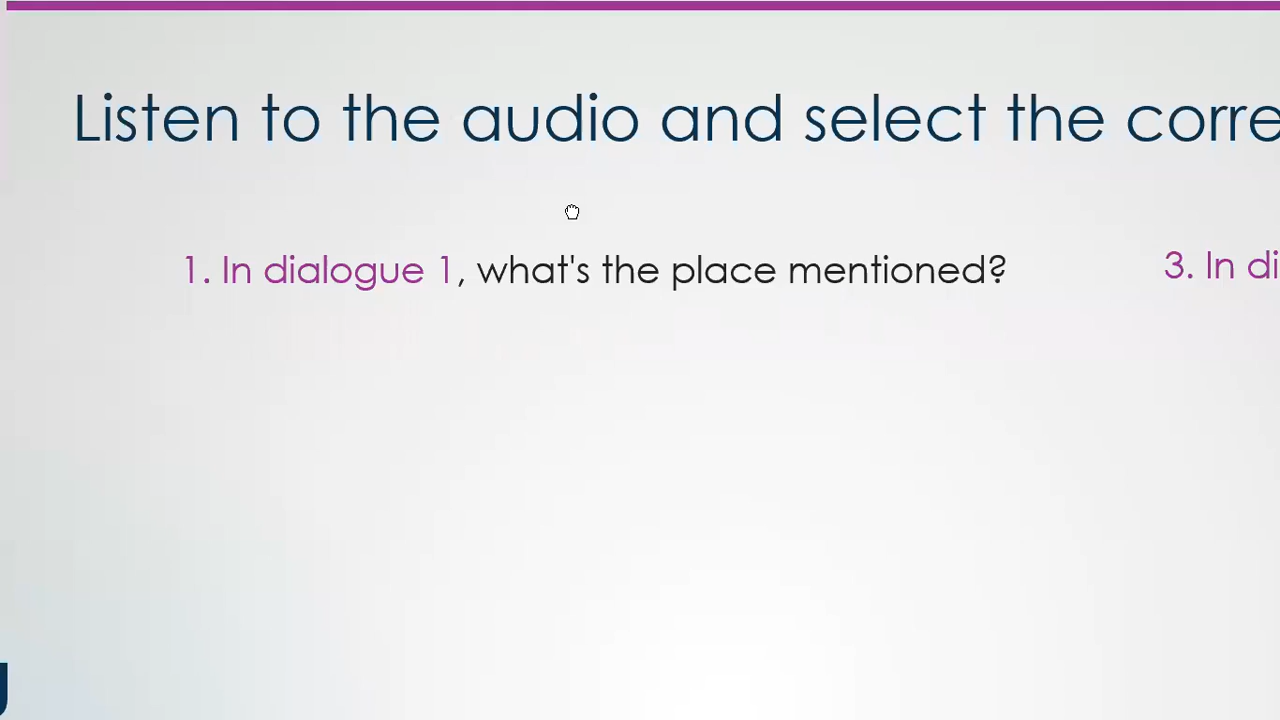 Listen to the audio and select the corre
1. In dialogue 1, what's the place mentioned?
3. In di